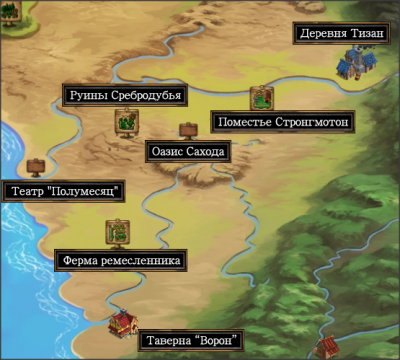 Деревня Тизан
Руины Сребродубья
Поместье Стронгмотон
Оазис Сахода
Театр "Полумесяц"
Ферма ремесленника
Таверна “Ворон”